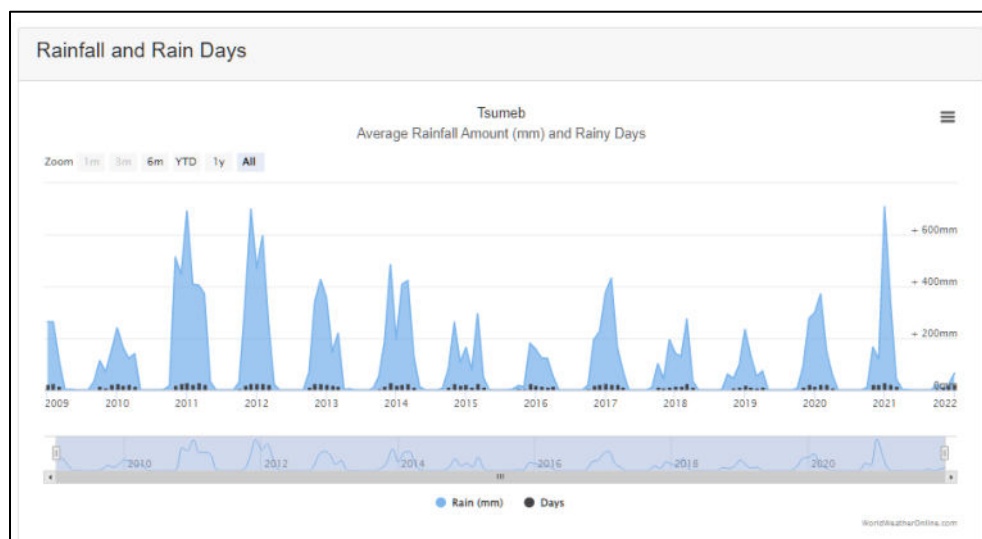 Rainfall and Rain Days
Tsumeb
Average Rainfall Amount (mm) and Rainy Days
Zoom 1m 3m 6m YTD 1y All
+ 600mm
+ 400mm
+ 200mm
2009 2010 2011 2012 2013 2014 2015 2016 2017 2018 2019 2020 2021 2022
2010 2012 2014 2016 2018 2020
Rain (mm) Days
WorldWeatherOnline.com